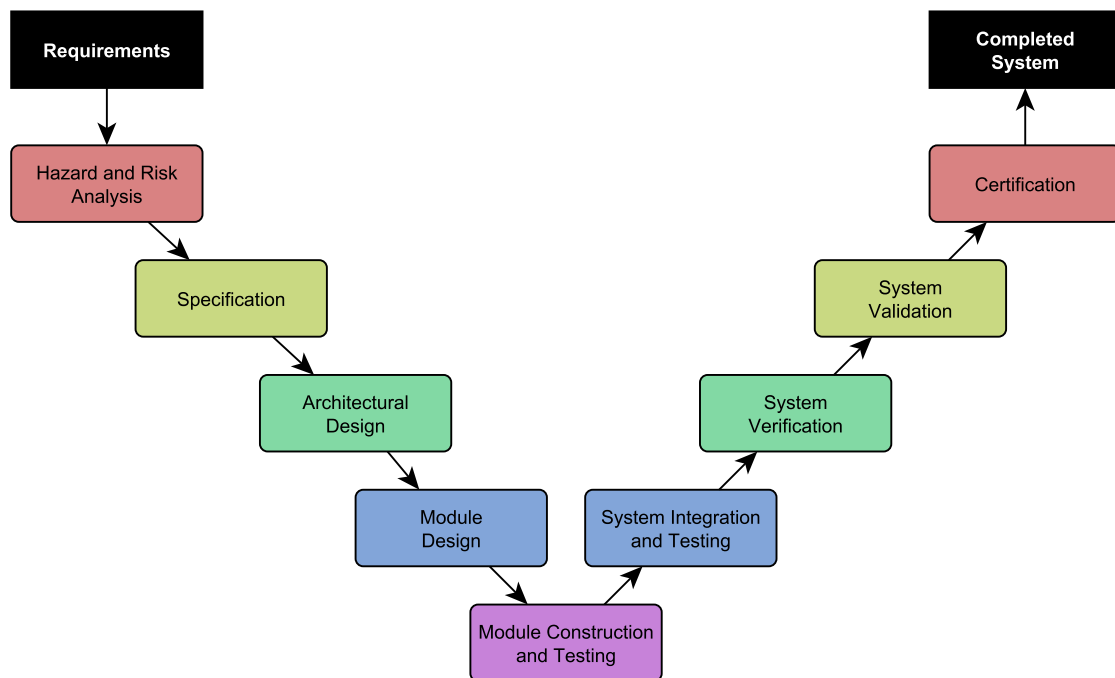 Requirements
Completed
System
Hazard and Risk
Analysis
Certification
Specification
System
Validation
Architectural
Design
System
Verification
Module
Design
System Integration
and Testing
Module Construction
and Testing